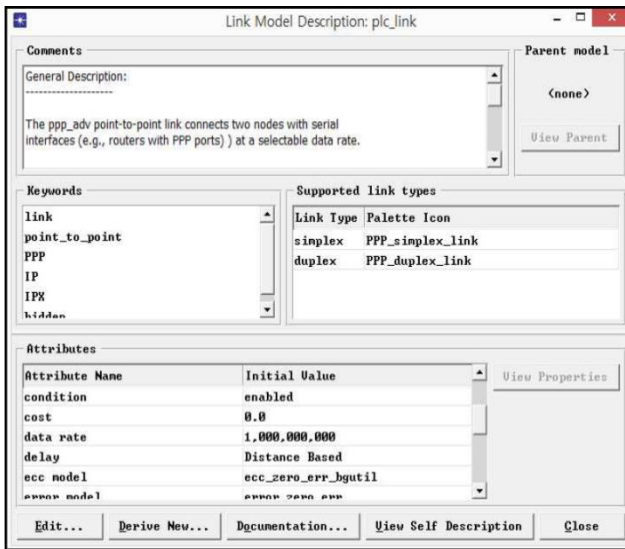 Link Model Description: plc_link
Comments
General Description:
--------------------
The ppp_adv point-to-point link connects two nodes with serial
interfaces (e.g., routers with PPP ports) ) at a selectable data rate.
Parent model
<none>
View Parent
Keywords
link
point_to_point
PPP
IP
IPX
hidden
Supported link types
Link Type Palette Icon
simplex PPP_simplex_link
duplex PPP_duplex_link
Attributes
Attribute Name Initial Value
condition enabled
cost 0.0
data rate 1,000,000,000
delay Distance Based
ecc model ecc_zero_err_bgutil
error model error_zero_err
View Properties
Edit... Derive New... Documentation... View Self Description Close